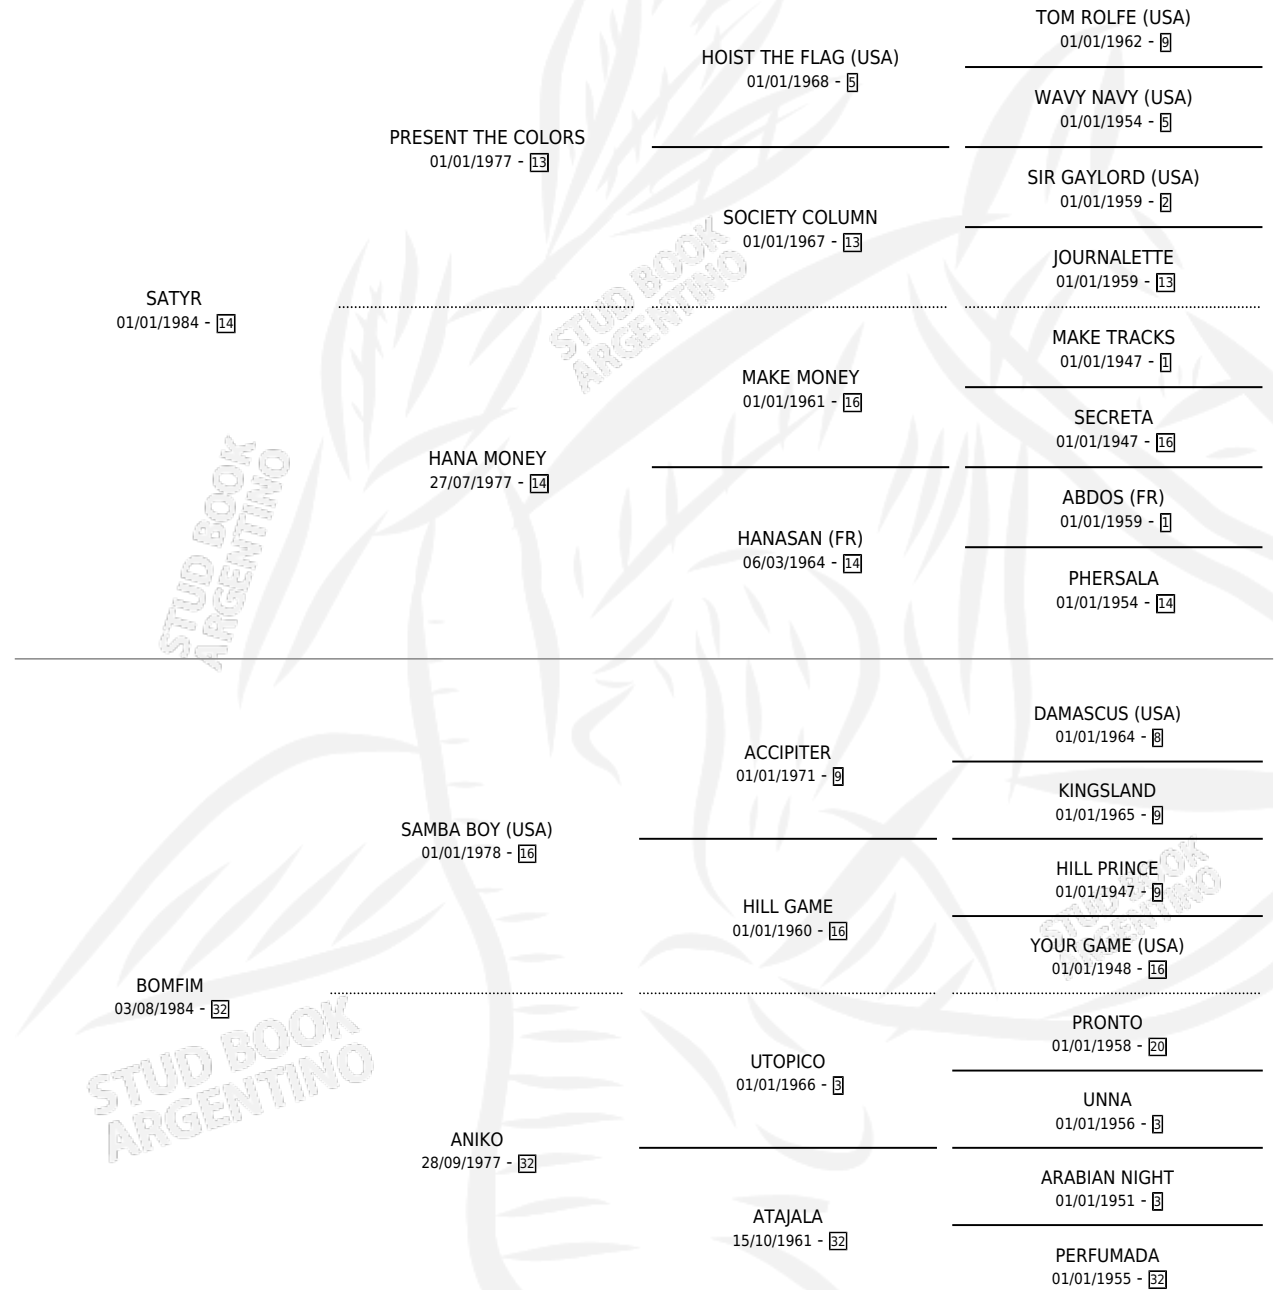 TOM ROLFE (USA)
01/01/1962 - 9
HOIST THE FLAG (USA)
01/01/1968 - 5
WAVY NAVY (USA)
01/01/1954 - 5
PRESENT THE COLORS
01/01/1977 - 13
SIR GAYLORD (USA)
01/01/1959 - 2
SOCIETY COLUMN
01/01/1967 - 13
JOURNALETTE
01/01/1959 - 13
SATYR
01/01/1984 - 14
MAKE TRACKS
01/01/1947 - 1
MAKE MONEY
01/01/1961 - 16
SECRETA
01/01/1947 - 16
HANA MONEY
27/07/1977 - 14
ABDOS (FR)
01/01/1959 - 1
HANASAN (FR)
06/03/1964 - 14
PHERSALA
01/01/1954 - 14
STUD BOOK
ARGENTINO
STUD BOOK
ARGENTINO
DAMASCUS (USA)
01/01/1964 - 8
ACCIPITER
01/01/1971 - 9
KINGSLAND
01/01/1965 - 9
SAMBA BOY (USA)
01/01/1978 - 16
HILL PRINCE
01/01/1947 - 9
HILL GAME
01/01/1960 - 16
YOUR GAME (USA)
01/01/1948 - 16
BOMFIM
03/08/1984 - 32
PRONTO
01/01/1958 - 20
UTOPICO
01/01/1966 - 3
UNNA
01/01/1956 - 3
ANIKO
28/09/1977 - 32
ARABIAN NIGHT
01/01/1951 - 3
ATAJALA
15/10/1961 - 32
PERFUMADA
01/01/1955 - 32
STUD BOOK
ARGENTINO
STUD BOOK
ARGENTINO